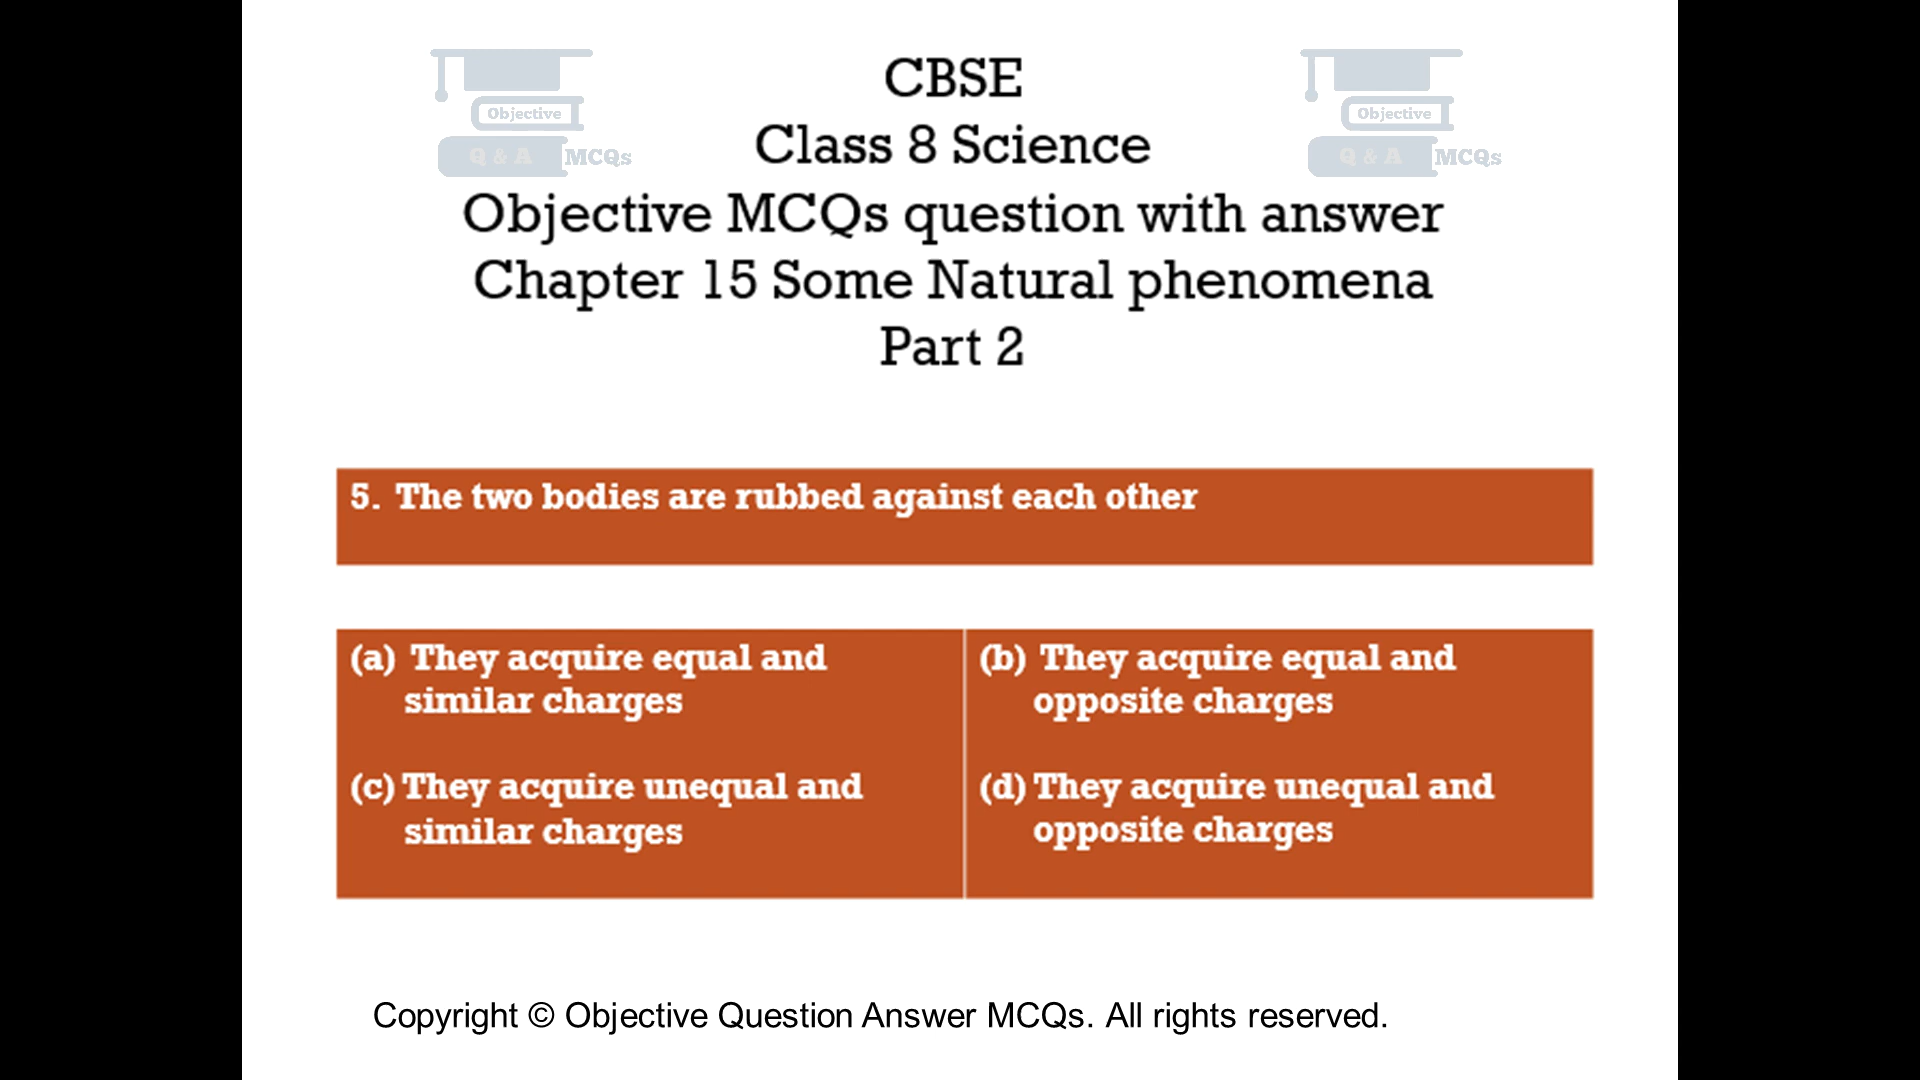 CBSE
Class 8 Science
Objective MCQs question with answer
Chapter 15 Some Natural phenomena
Part 2
Objective
Q & A MCQs
Objective
Q & A MCQs
5. The two bodies are rubbed against each other
(a) They acquire equal and
similar charges
(b) They acquire equal and
opposite charges
(c) They acquire unequal and
similar charges
(d) They acquire unequal and
opposite charges
Copyright © Objective Question Answer MCQs. All rights reserved.